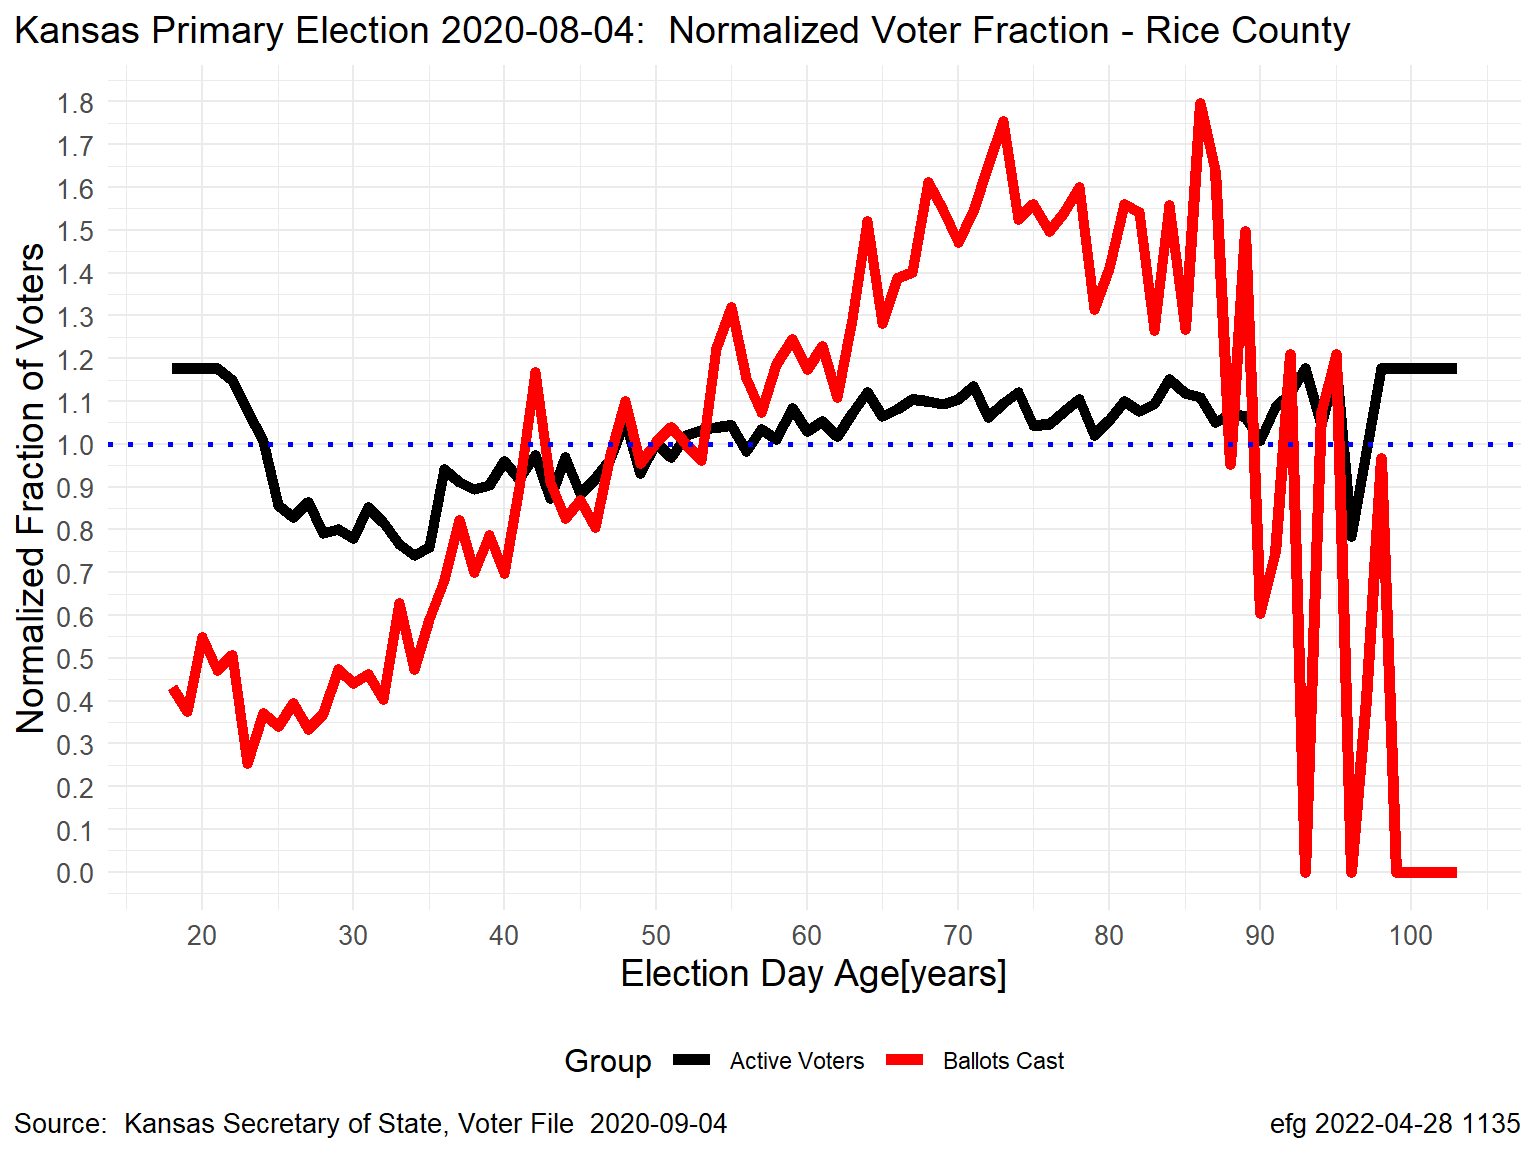 Kansas Primary Election 2020-08-04:  Normalized Voter Fraction - Rice County
Normalized Fraction of Voters
1.8
1.7
1.6
1.5
1.4
1.3
1.2
1.1
1.0
0.9
0.8
0.7
0.6
0.5
0.4
0.3
0.2
0.1
0.0
20 30 40 50 60 70 80 90 100
Election Day Age[years]
Group Active Voters Ballots Cast
Source:  Kansas Secretary of State, Voter File  2020-09-04
efg 2022-04-28 1135